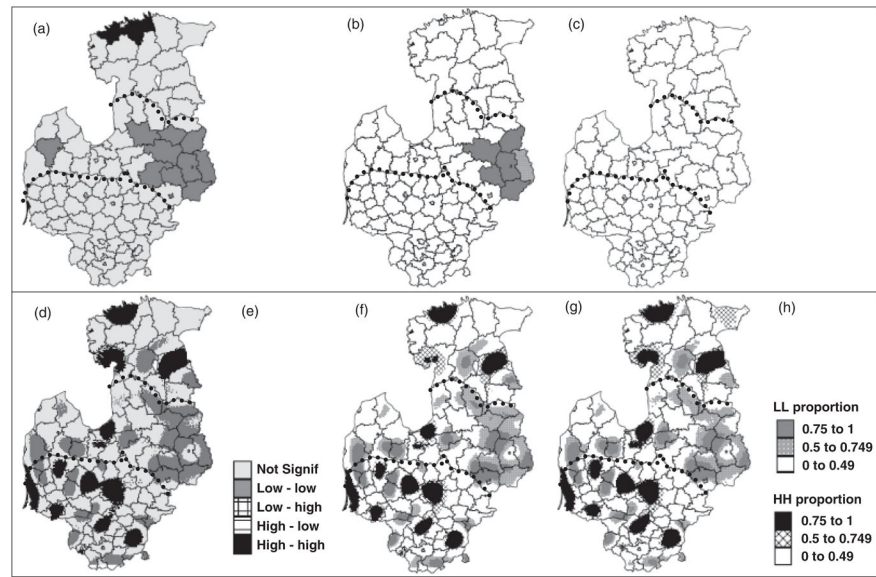 (a)
(b)
(c)
(d)
(e)
(f)
(g)
(h)
Not Signif
Low - low
Low - high
High - low
High - high
LL proportion
0.75 to 1
0.5 to 0.749
0 to 0.49
HH proportion
0.75 to 1
0.5 to 0.749
0 to 0.49